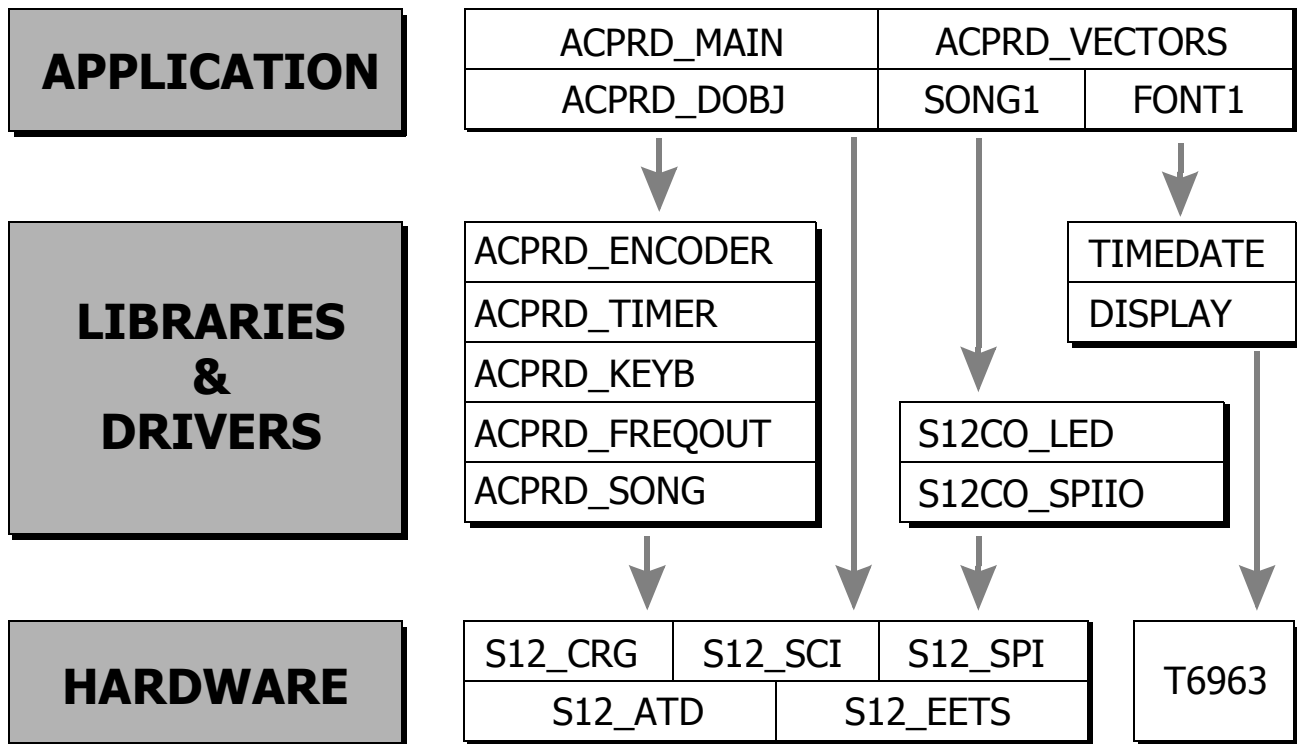 APPLICATION
ACPRD_MAIN
ACPRD_VECTORS
ACPRD_DOBJ
SONG1
FONT1
LIBRARIES
&
DRIVERS
ACPRD_ENCODER
ACPRD_TIMER
ACPRD_KEYB
ACPRD_FREQOUT
ACPRD_SONG
S12CO_LED
S12CO_SPIIO
TIMEDATE
DISPLAY
HARDWARE
S12_CRG
S12_SCI
S12_SPI
S12_ATD
S12_EETS
T6963